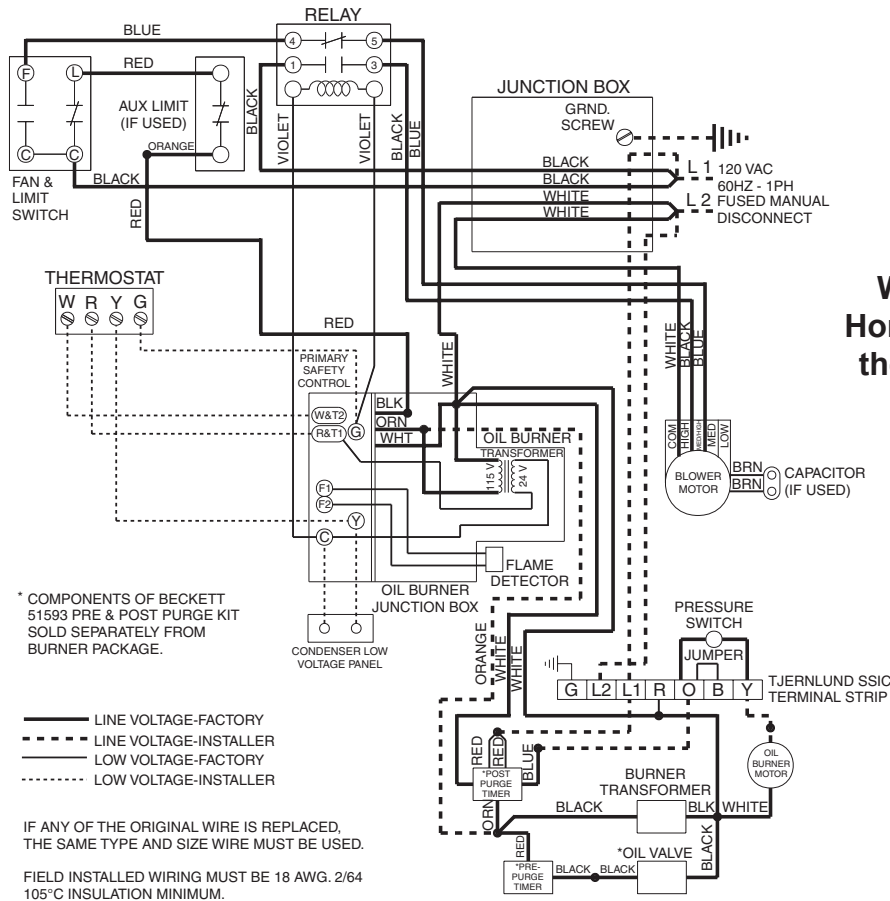 RELAY
BLUE
4
5
F
L
RED
1
3
AUX LIMIT
(IF USED)
BLACK
VIOLET
VIOLET
BLACK
BLUE
JUNCTION BOX
GRND.
SCREW
ORANGE
C
C
BLACK
FAN &
LIMIT
SWITCH
RED
BLACK
BLACK
WHITE
WHITE
L 1 120 VAC
60HZ - 1PH
L 2 FUSED MANUAL
DISCONNECT
THERMOSTAT
W R Y G
RED
WHITE
WHITE
BLACK
BLUE
W
Hor
the
PRIMARY
SAFETY
CONTROL
W&T2
R&T1
G
BLK
ORN
WHT
OIL BURNER
TRANSFORMER
115 V
24 V
F1
F2
Y
C
COM
HIGH
MED/HIGH
MED
LOW
BLOWER
MOTOR
BRN
BRN
CAPACITOR
(IF USED)
FLAME
DETECTOR
OIL BURNER
JUNCTION BOX
* COMPONENTS OF BECKETT
51593 PRE & POST PURGE KIT
SOLD SEPARATELY FROM
BURNER PACKAGE.
CONDENSER LOW
VOLTAGE PANEL
ORANGE
WHITE
WHITE
PRESSURE
SWITCH
JUMPER
G L2 L1 R O B Y
TJERNLUND SSIC
TERMINAL STRIP
LINE VOLTAGE-FACTORY
LINE VOLTAGE-INSTALLER
LOW VOLTAGE-FACTORY
LOW VOLTAGE-INSTALLER
RED
RED
BLUE
*POST
PURGE
TIMER
ORN
BURNER
TRANSFORMER
BLACK
BLK
WHITE
OIL
BURNER
MOTOR
RED
*PRE-
PURGE
TIMER
BLACK
BLACK
*OIL VALVE
BLACK
IF ANY OF THE ORIGINAL WIRE IS REPLACED,
THE SAME TYPE AND SIZE WIRE MUST BE USED.
FIELD INSTALLED WIRING MUST BE 18 AWG. 2/64
105°C INSULATION MINIMUM.